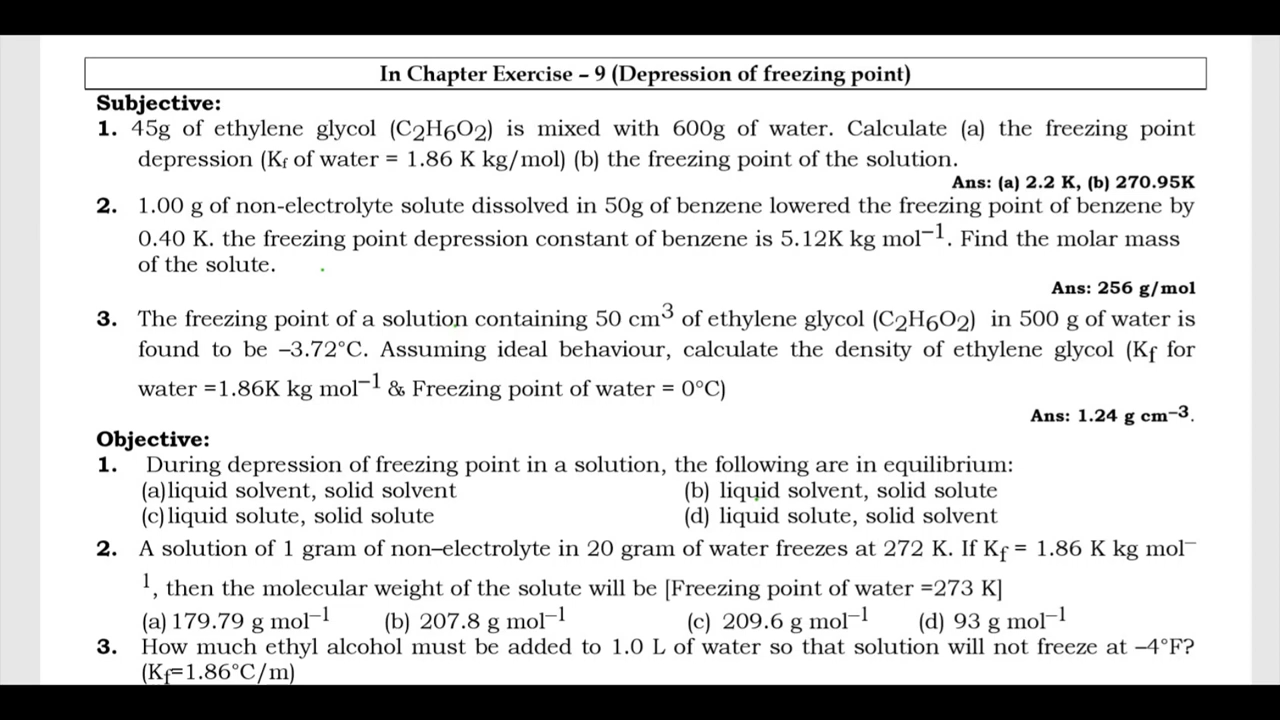 In Chapter Exercise – 9 (Depression of freezing point)
Subjective:
1. 45g of ethylene glycol (C₂H₆O₂) is mixed with 600g of water. Calculate (a) the freezing point
depression (K_f of water = 1.86 K kg/mol) (b) the freezing point of the solution.
Ans: (a) 2.2 K, (b) 270.95K
2. 1.00 g of non-electrolyte solute dissolved in 50g of benzene lowered the freezing point of benzene by
0.40 K. the freezing point depression constant of benzene is 5.12K kg mol⁻¹. Find the molar mass
of the solute.
Ans: 256 g/mol
3. The freezing point of a solution containing 50 cm³ of ethylene glycol (C₂H₆O₂) in 500 g of water is
found to be –3.72°C. Assuming ideal behaviour, calculate the density of ethylene glycol (K_f for
water =1.86K kg mol⁻¹ & Freezing point of water = 0°C)
Ans: 1.24 g cm⁻³.
Objective:
1. During depression of freezing point in a solution, the following are in equilibrium:
(a)liquid solvent, solid solvent (b) liquid solvent, solid solute
(c)liquid solute, solid solute (d) liquid solute, solid solvent
2. A solution of 1 gram of non–electrolyte in 20 gram of water freezes at 272 K. If K_f = 1.86 K kg mol⁻
¹, then the molecular weight of the solute will be [Freezing point of water =273 K]
(a) 179.79 g mol⁻¹ (b) 207.8 g mol⁻¹ (c) 209.6 g mol⁻¹ (d) 93 g mol⁻¹
3. How much ethyl alcohol must be added to 1.0 L of water so that solution will not freeze at –4°F?
(K_f=1.86°C/m)